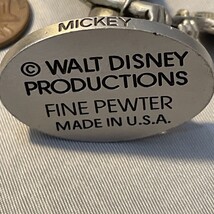 MICKEY
© WALT DISNEY
PRODUCTIONS
FINE PEWTER
MADE IN U.S.A.